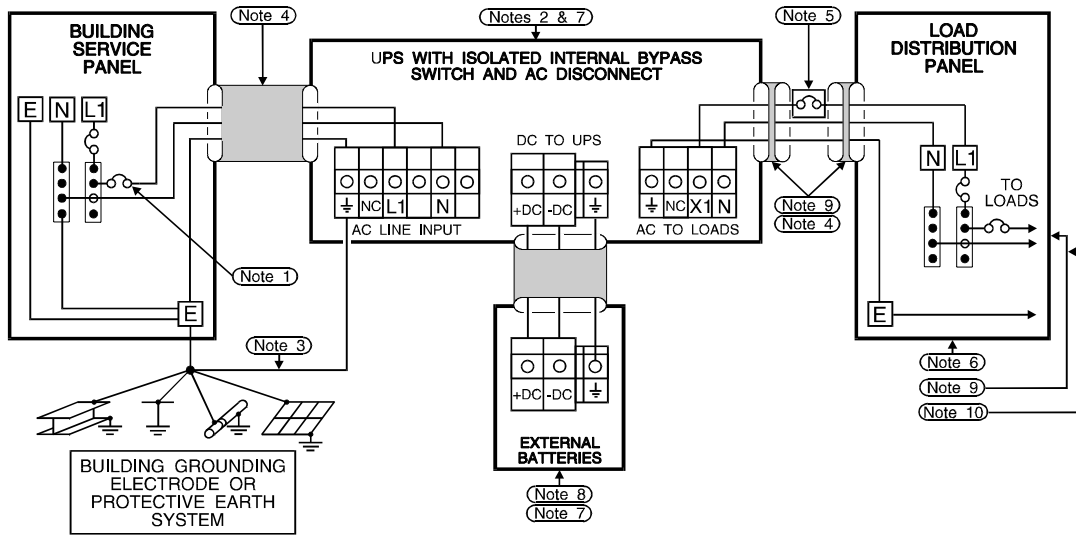 Note 4
Notes 2 & 7
Note 5
BUILDING
SERVICE
PANEL
UPS WITH ISOLATED INTERNAL BYPASS
SWITCH AND AC DISCONNECT
LOAD
DISTRIBUTION
PANEL
E N L1
DC TO UPS
N L1
TO
LOADS
NC L1 N
AC LINE INPUT
+DC -DC
NC X1 N
AC TO LOADS
Note 9
Note 4
Note 1
E
E
Note 3
Note 6
Note 9
Note 10
+DC -DC
EXTERNAL
BATTERIES
BUILDING GROUNDING
ELECTRODE OR
PROTECTIVE EARTH
SYSTEM
Note 8
Note 7